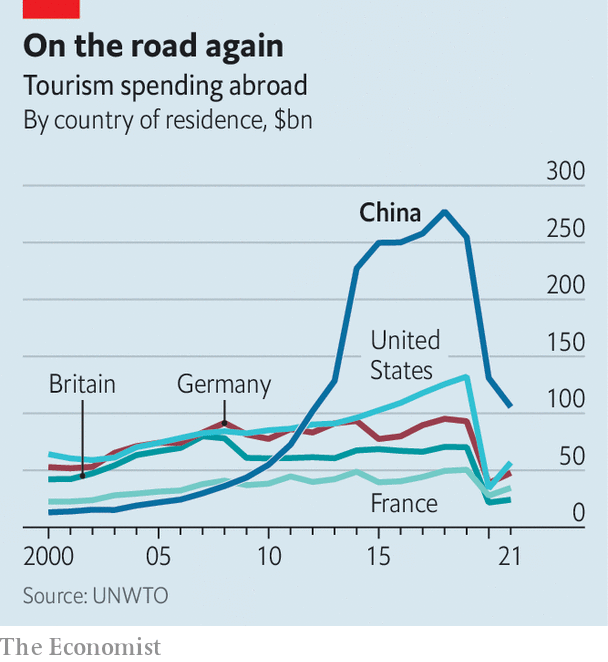 On the road again
Tourism spending abroad
By country of residence, $bn
300
China
250
200
United
States
150
Britain
Germany
100
50
France
0
2000
05
10
15
21
Source: UNWTO
The Economist